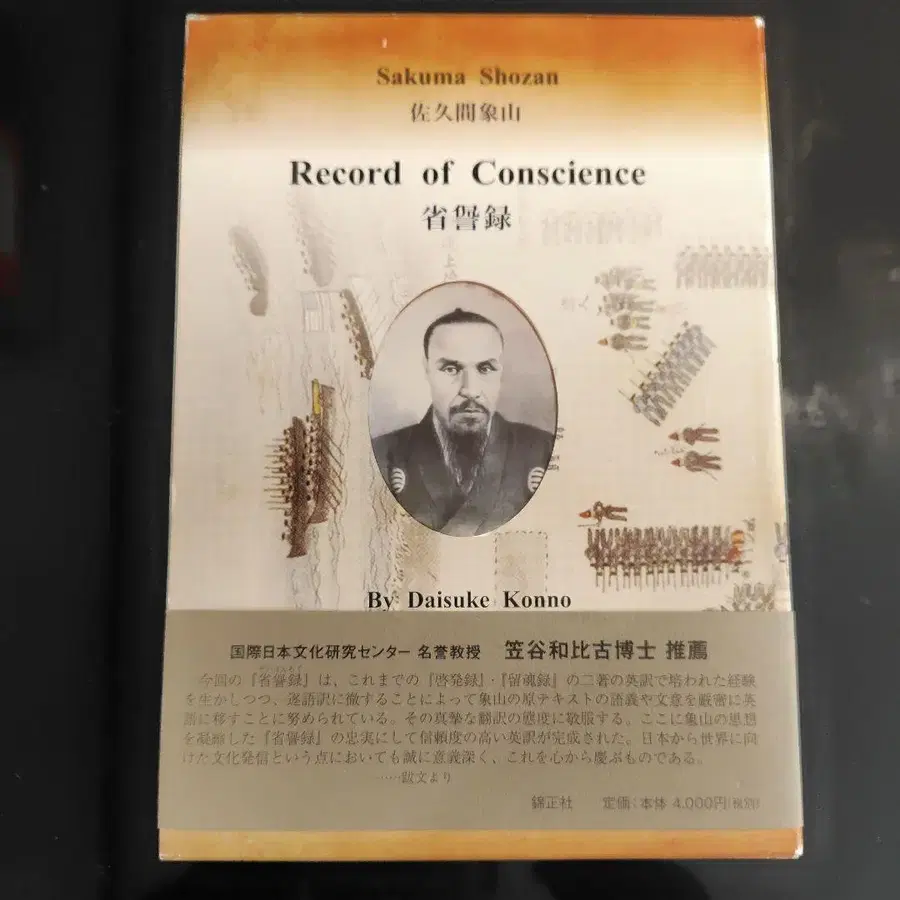 Sakuma Shozan
佐久間象山
Record of Conscience
省諐録
By Daisuke Konno
国際日本文化研究センター 名誉教授 笠谷和比古博士 推薦
今回の『省諐録』は、これまでの『啓発録』・『留魂録』の二著の英訳で培われた経験
を生かしつつ、逐語訳に徹することによって象山の原テキストの語義や文意を厳密に英
語に移すことに努められている。その真摯な翻訳の態度に敬服する。ここに象山の思想
を凝縮した『省諐録』の忠実にして信頼度の高い英訳が完成された。日本から世界に向
けた文化発信という点においても誠に意義深く、これを心から慶ぶものである。
……跋文より
錦正社 定価:本体 4,000円(税別)